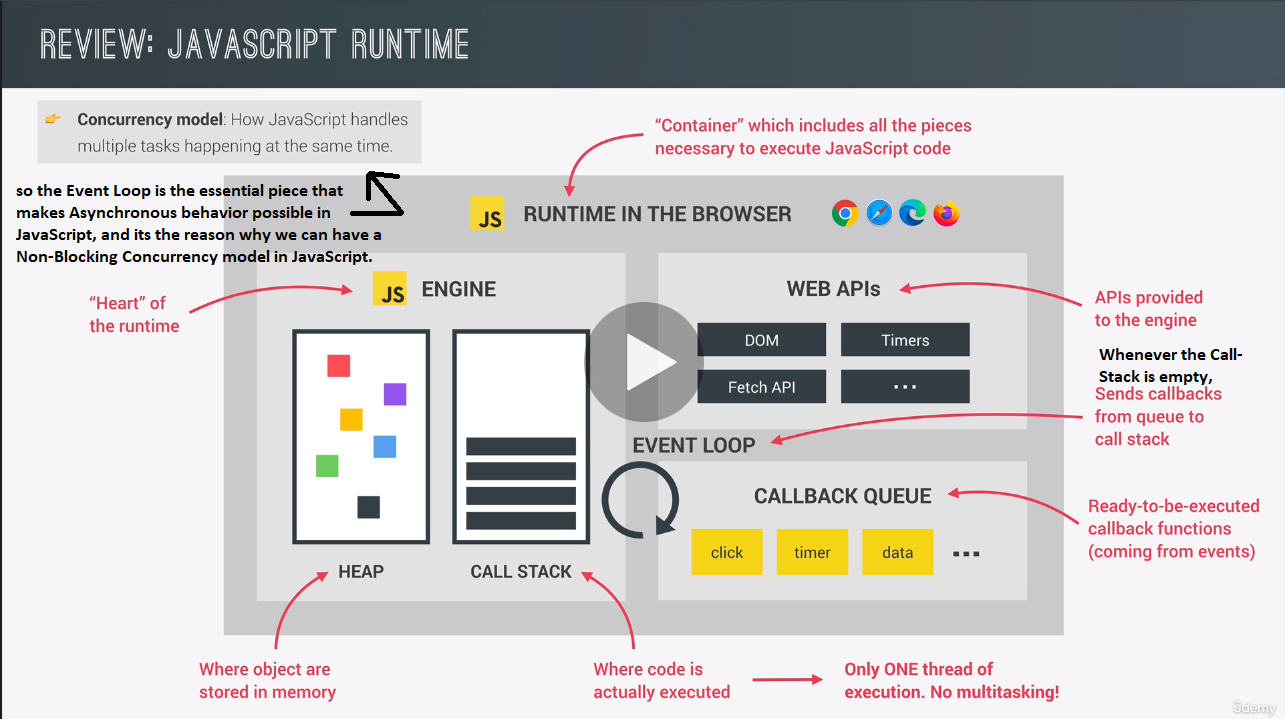 REVIEW: JAVASCRIPT RUNTIME
Concurrency model: How JavaScript handles
multiple tasks happening at the same time.
so the Event Loop is the essential piece that
makes Asynchronous behavior possible in
JavaScript, and its the reason why we can have a
Non-Blocking Concurrency model in JavaScript.
“Container” which includes all the pieces
necessary to execute JavaScript code
JS RUNTIME IN THE BROWSER
“Heart” of
the runtime
JS ENGINE
HEAP
CALL STACK
WEB APIs
DOM
Timers
Fetch API
...
APIs provided
to the engine
Whenever the Call-
Stack is empty,
Sends callbacks
from queue to
call stack
EVENT LOOP
CALLBACK QUEUE
click
timer
data
...
Ready-to-be-executed
callback functions
(coming from events)
Where object are
stored in memory
Where code is
actually executed
Only ONE thread of
execution. No multitasking!
ûdemy